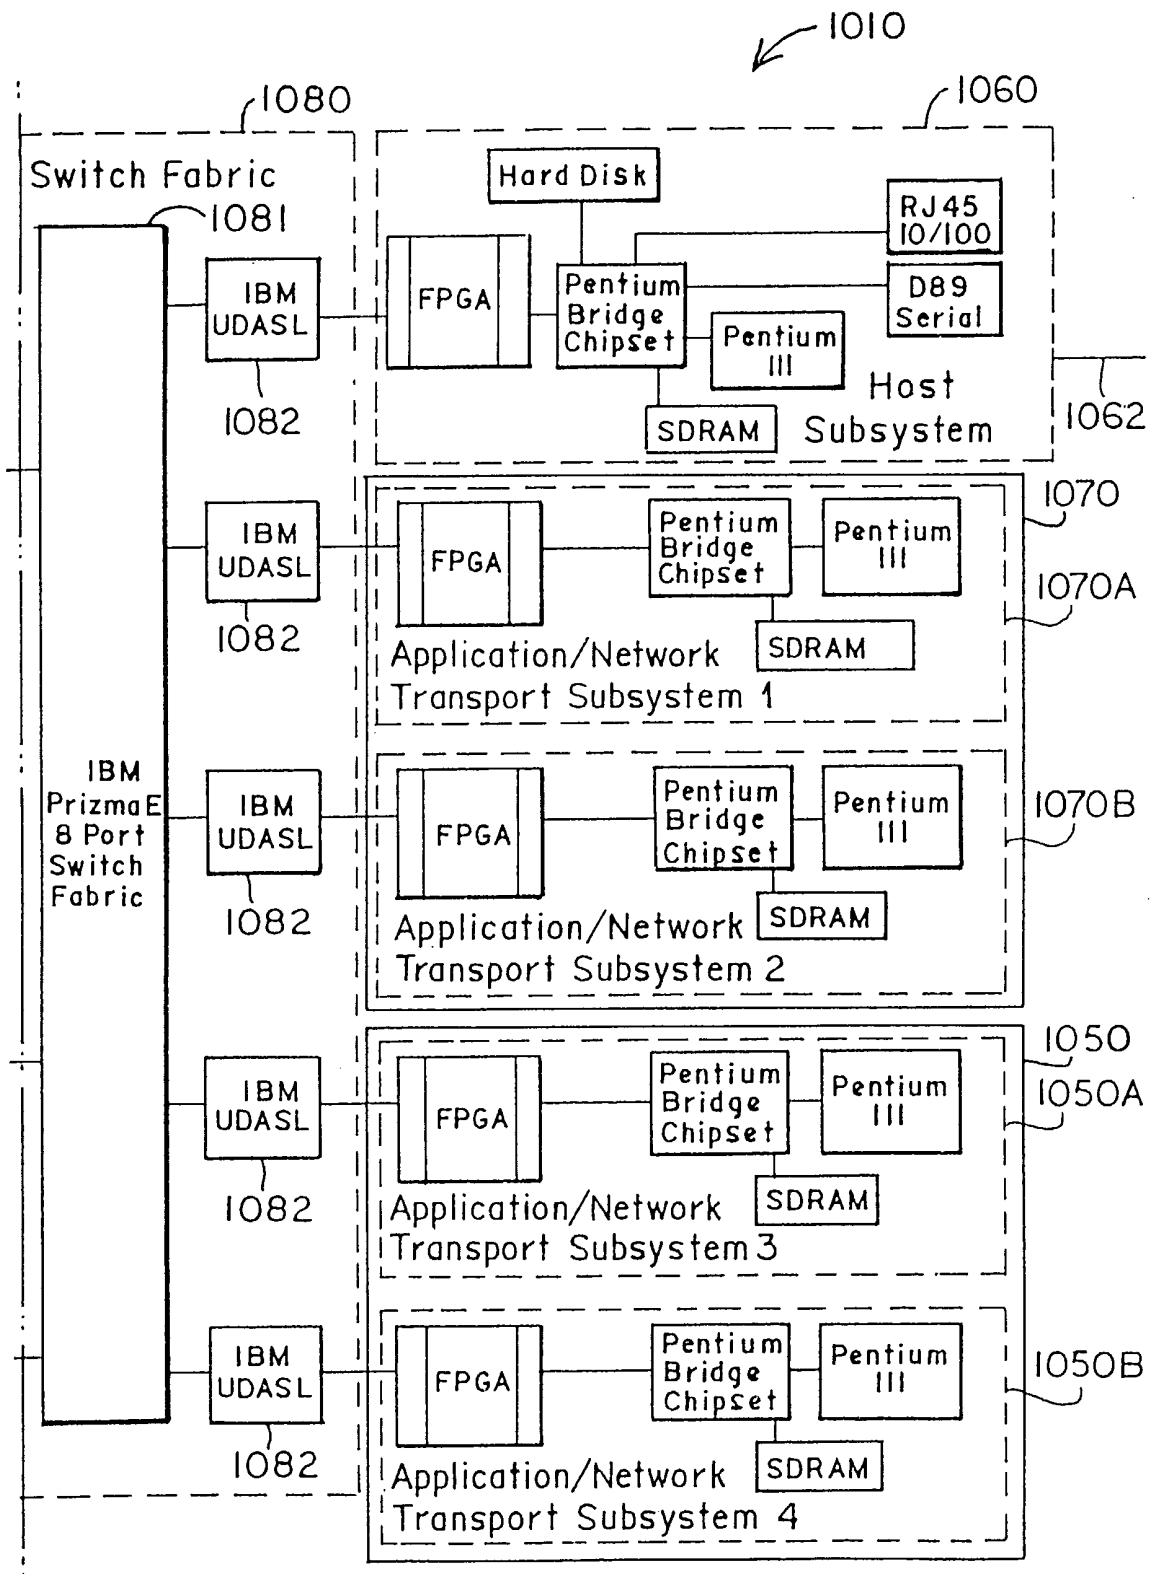 1010
1080
1060
Switch Fabric
1081
Hard Disk
RJ45
10/100
IBM
UDASL
FPGA
Pentium
Bridge
Chipset
D89
Serial
Pentium
III
1082
SDRAM
Host
Subsystem
1062
1070
IBM
UDASL
FPGA
Pentium
Bridge
Chipset
Pentium
III
1070A
1082
SDRAM
Application/Network
Transport Subsystem 1
IBM
PrizmaE
8 Port
Switch
Fabric
IBM
UDASL
FPGA
Pentium
Bridge
Chipset
Pentium
III
1070B
1082
SDRAM
Application/Network
Transport Subsystem 2
1050
IBM
UDASL
FPGA
Pentium
Bridge
Chipset
Pentium
III
1050A
1082
SDRAM
Application/Network
Transport Subsystem 3
IBM
UDASL
FPGA
Pentium
Bridge
Chipset
Pentium
III
1050B
1082
SDRAM
Application/Network
Transport Subsystem 4